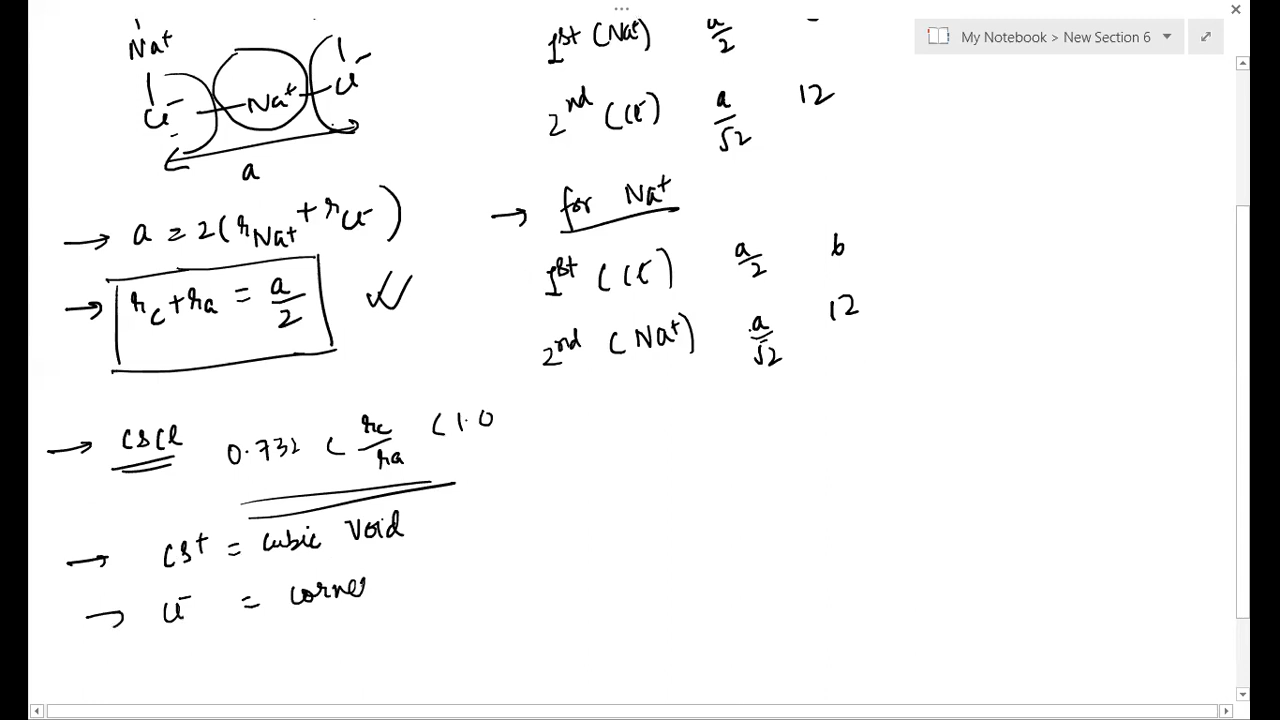 My Notebook > New Section 6
Na+
Cl- Na+ Cl-
a
→ a = 2(rNa+ + rCl-)
→ rc + ra = a/2
1st (Na+) a/2
2nd (Cl-) a/√2 12
→ for Na+
1st (Cl-) a/2 6
2nd (Na+) a/√2 12
→ CsCl 0.732 < rc/ra < 1.0
→ Cs+ = cubic Void
→ Cl- = corner